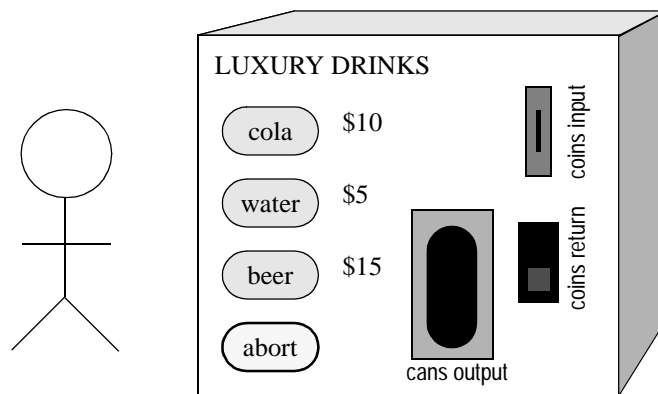 LUXURY DRINKS
cola $10
water $5
beer $15
abort
coins input
coins return
cans output